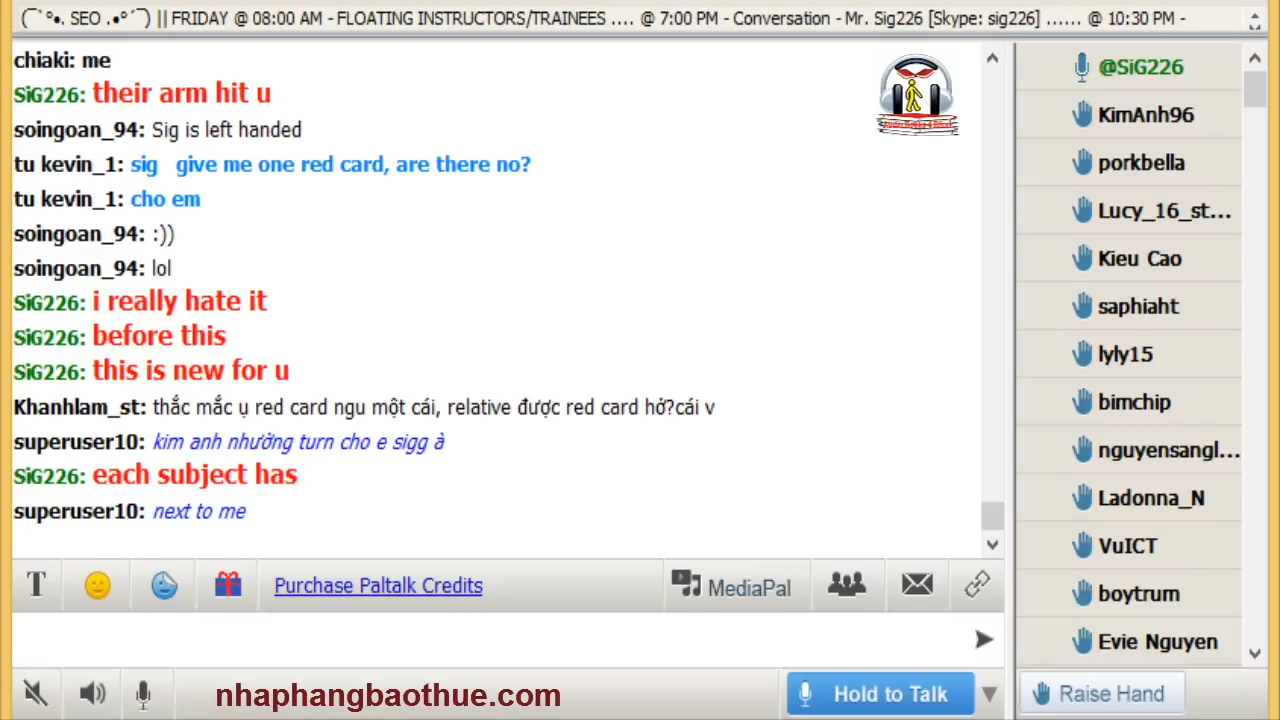 (¯`°•. SEO .•°´¯) || FRIDAY @ 08:00 AM - FLOATING INSTRUCTORS/TRAINEES .... @ 7:00 PM - Conversation - Mr. Sig226 [Skype: sig226] ...... @ 10:30 PM -
chiaki: me
SiG226: their arm hit u
soingoan_94: Sig is left handed
tu kevin_1: sig give me one red card, are there no?
tu kevin_1: cho em
soingoan_94: :))
soingoan_94: lol
SiG226: i really hate it
SiG226: before this
SiG226: this is new for u
Khanhlam_st: thắc mắc ụ red card ngu một cái, relative được red card hở?cái v
superuser10: kim anh nhường turn cho e sigg à
SiG226: each subject has
superuser10: next to me
T
Purchase Paltalk Credits
MediaPal
nhaphangbaothue.com
Hold to Talk
@SiG226
KimAnh96
porkbella
Lucy_16_st...
Kieu Cao
saphiaht
lyly15
bimchip
nguyensangl...
Ladonna_N
VuICT
boytrum
Evie Nguyen
Raise Hand